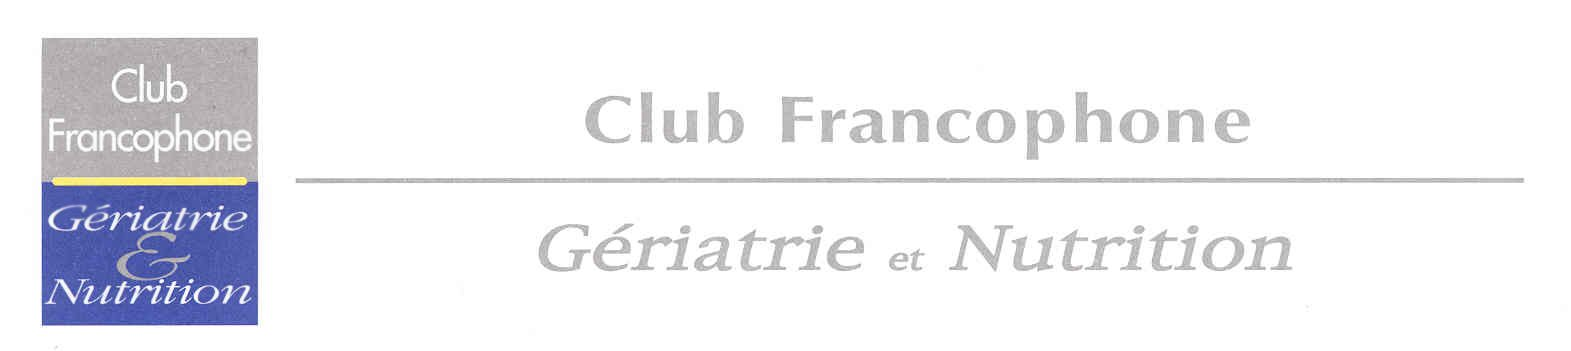 Club
Francophone
Gériatrie
&
Nutrition
Club Francophone
Gériatrie et Nutrition